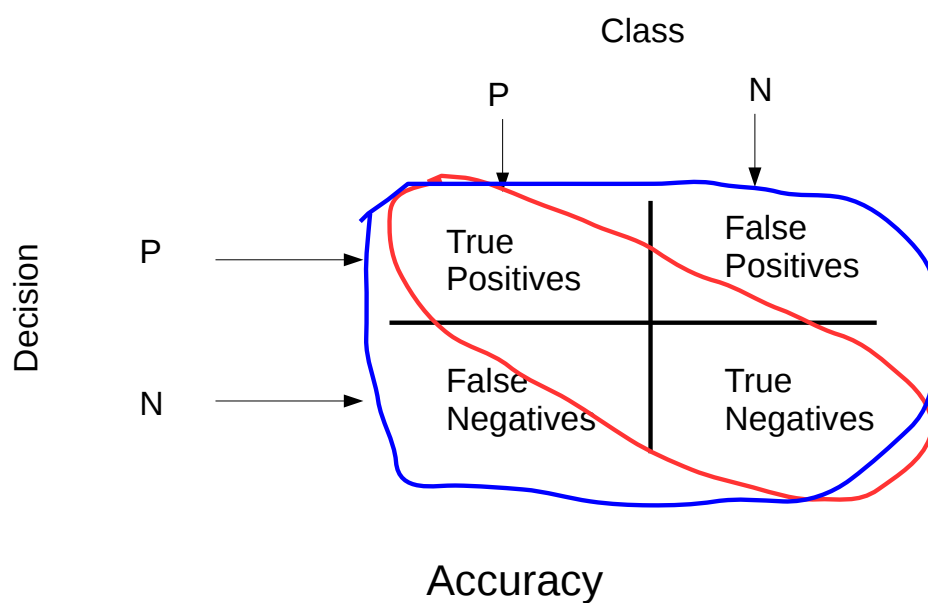 Class
P
N
Decision
P
True
Positives
False
Positives
N
False
Negatives
True
Negatives
Accuracy